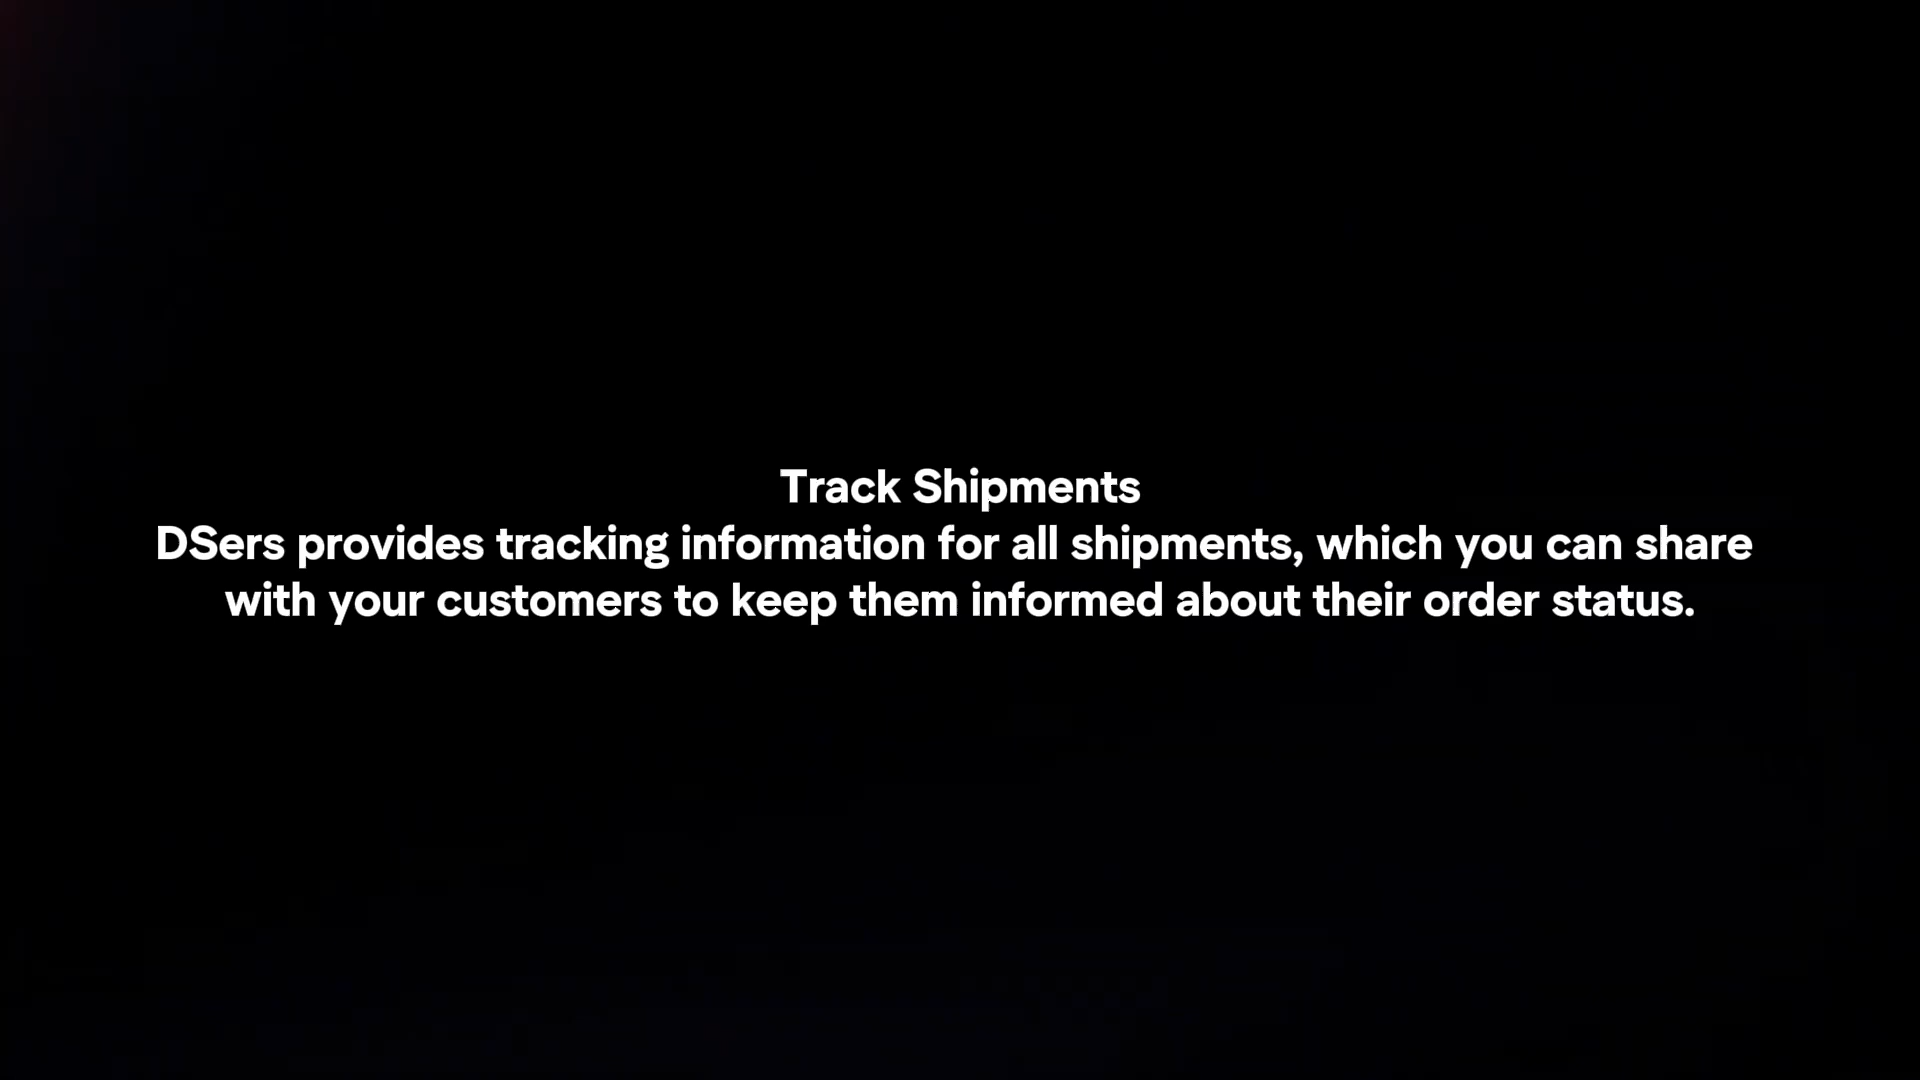 Track Shipments
DSers provides tracking information for all shipments, which you can share
with your customers to keep them informed about their order status.